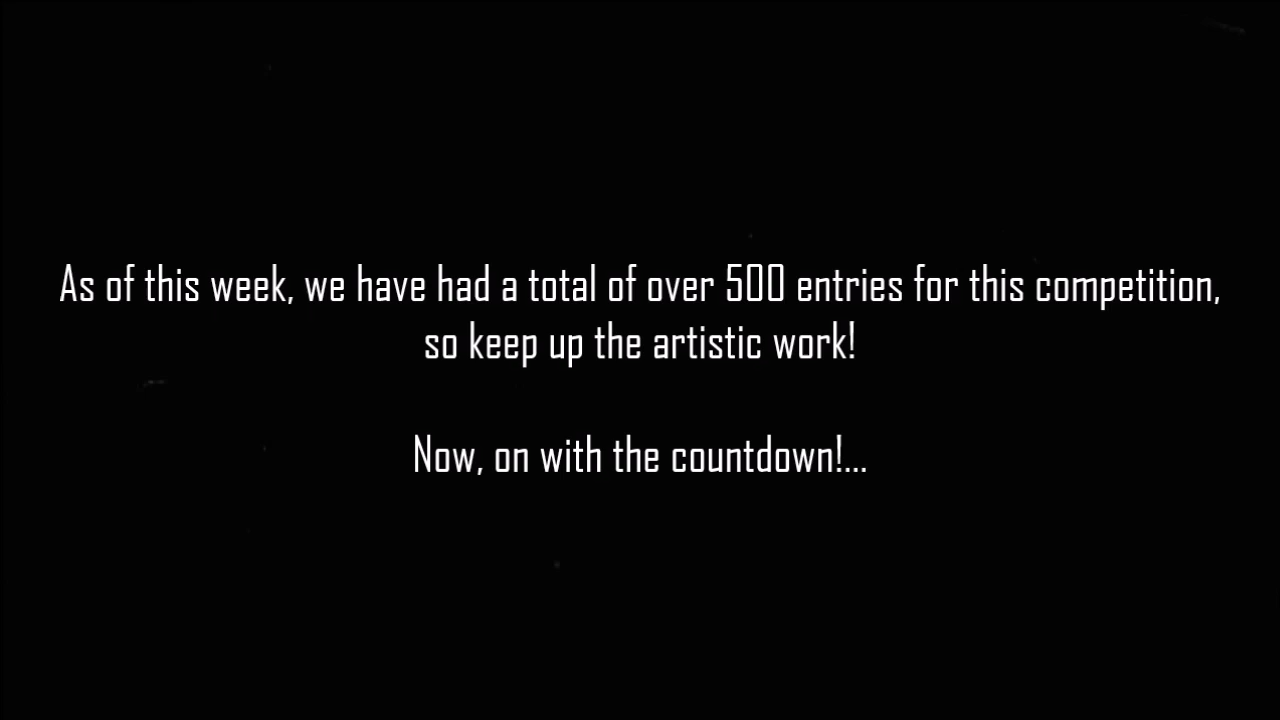 As of this week, we have had a total of over 500 entries for this competition,
so keep up the artistic work!
Now, on with the countdown!...